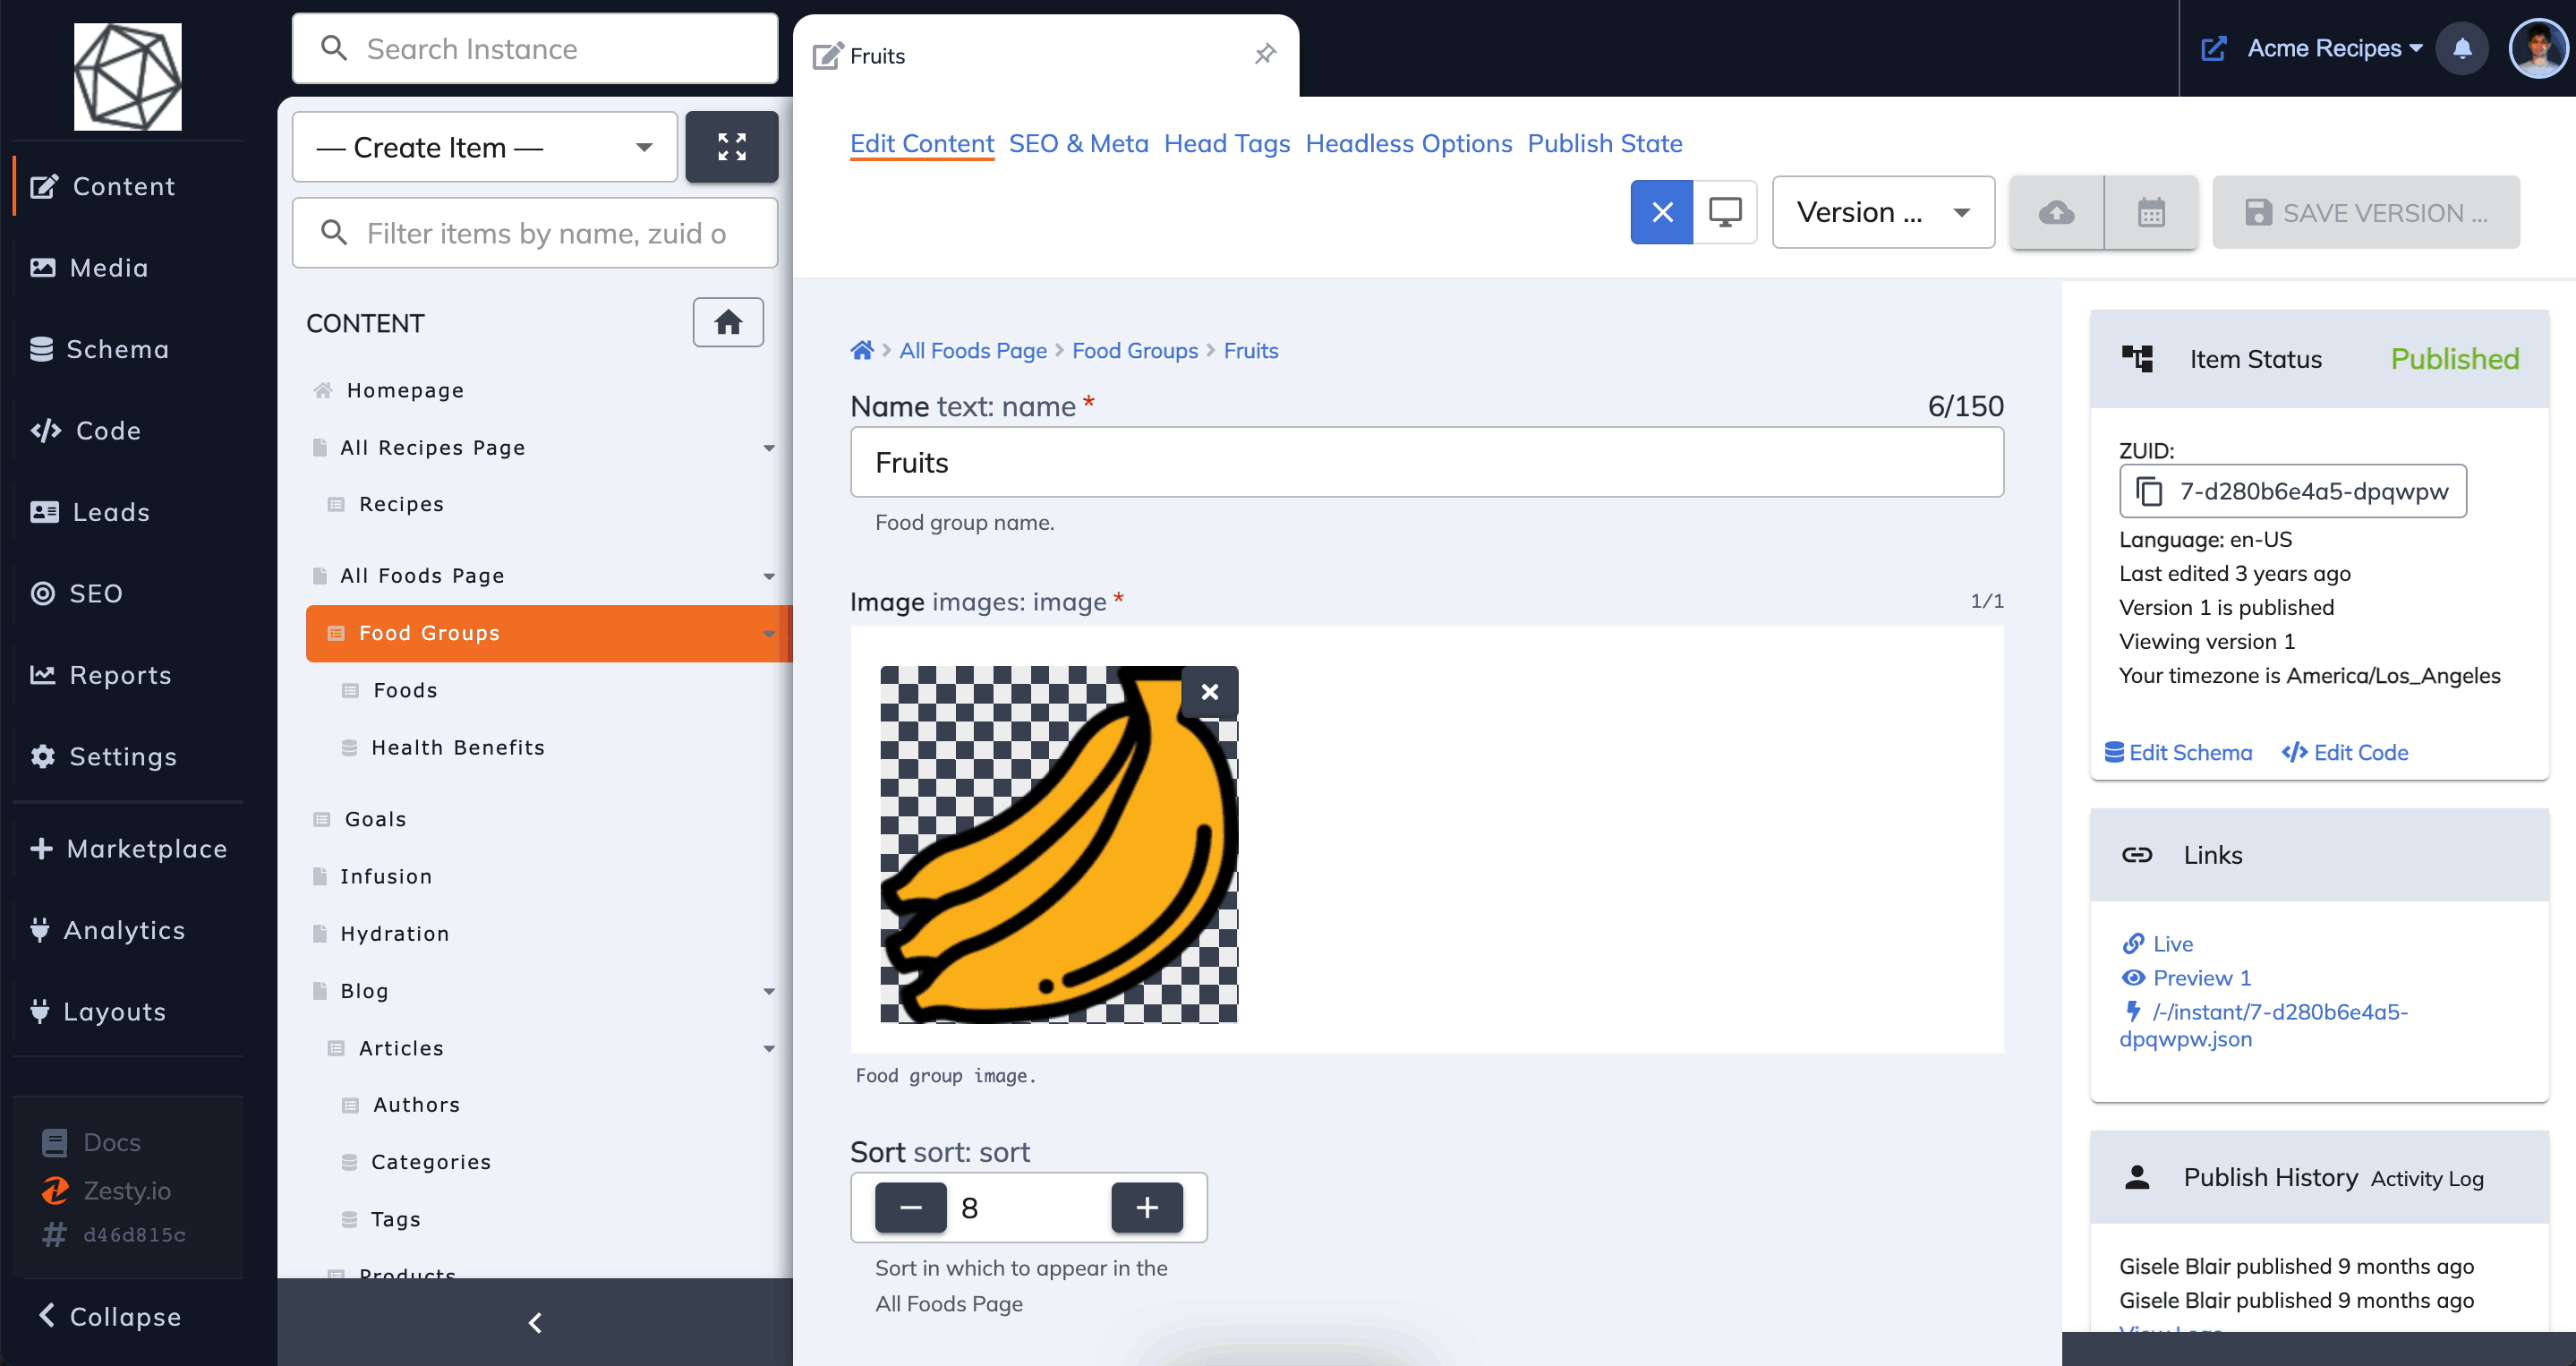 Search Instance
Fruits
Acme Recipes
— Create Item —
Filter items by name, zuid o
Content
Media
Schema
Code
Leads
SEO
Reports
Settings
Marketplace
Analytics
Layouts
Docs
Zesty.io
d46d815c
Collapse
CONTENT
Homepage
All Recipes Page
Recipes
All Foods Page
Food Groups
Foods
Health Benefits
Goals
Infusion
Hydration
Blog
Articles
Authors
Categories
Tags
Products
Edit Content SEO & Meta Head Tags Headless Options Publish State
Version ...
SAVE VERSION ...
All Foods Page > Food Groups > Fruits
Name text: name * 6/150
Fruits
Food group name.
Image images: image * 1/1
Food group image.
Sort sort: sort
8
Sort in which to appear in the
All Foods Page
Item Status Published
ZUID:
7-d280b6e4a5-dpqwpw
Language: en-US
Last edited 3 years ago
Version 1 is published
Viewing version 1
Your timezone is America/Los_Angeles
Edit Schema Edit Code
Links
Live
Preview 1
/-/instant/7-d280b6e4a5-
dpqwpw.json
Publish History Activity Log
Gisele Blair published 9 months ago
Gisele Blair published 9 months ago
View Logs